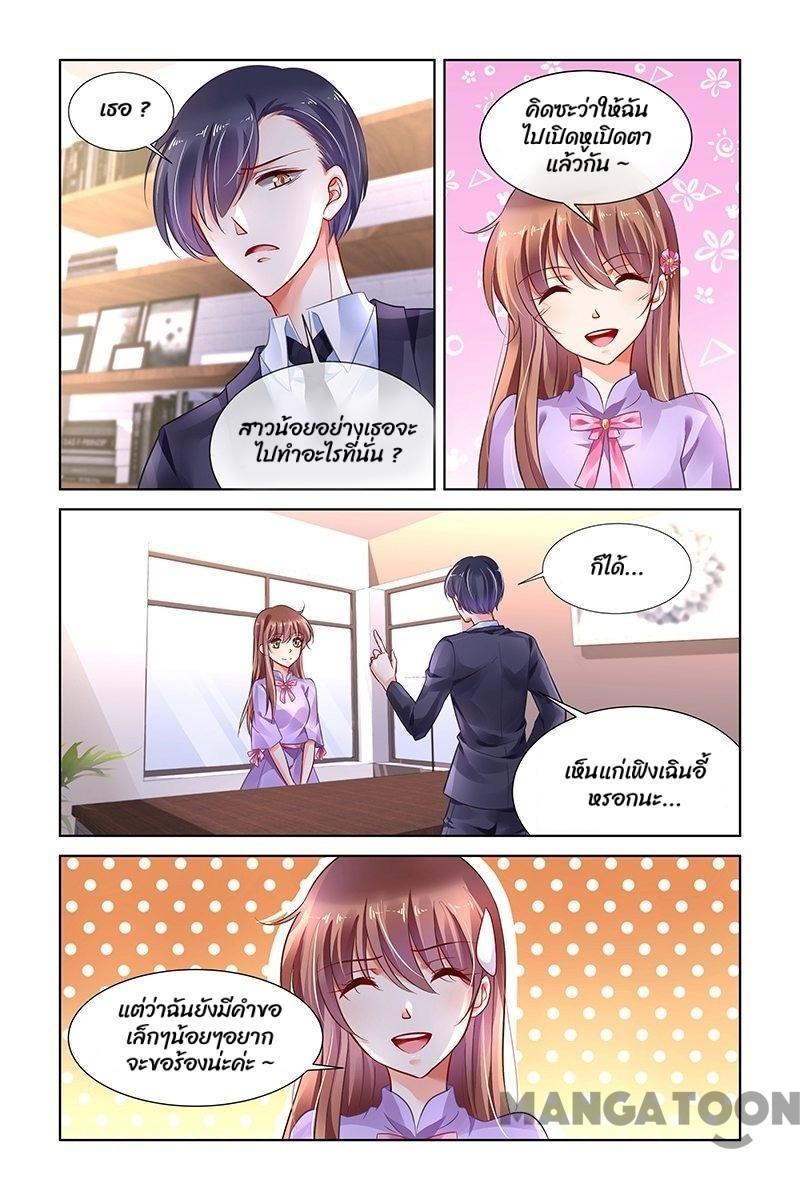 เธอ ?
สาวน้อยอย่างเธอจะ
ไปทำอะไรที่นั่น ?
คิดซะว่าให้ฉัน
ไปเปิดหูเปิดตา
แล้วกัน ~
ก็ได้...
เห็นแก่เฟิงเฉินอี้
หรอกนะ...
แต่ว่าฉันยังมีคำขอ
เล็กๆน้อยๆอยาก
จะขอร้องน่ะค่ะ ~
MANGATOON